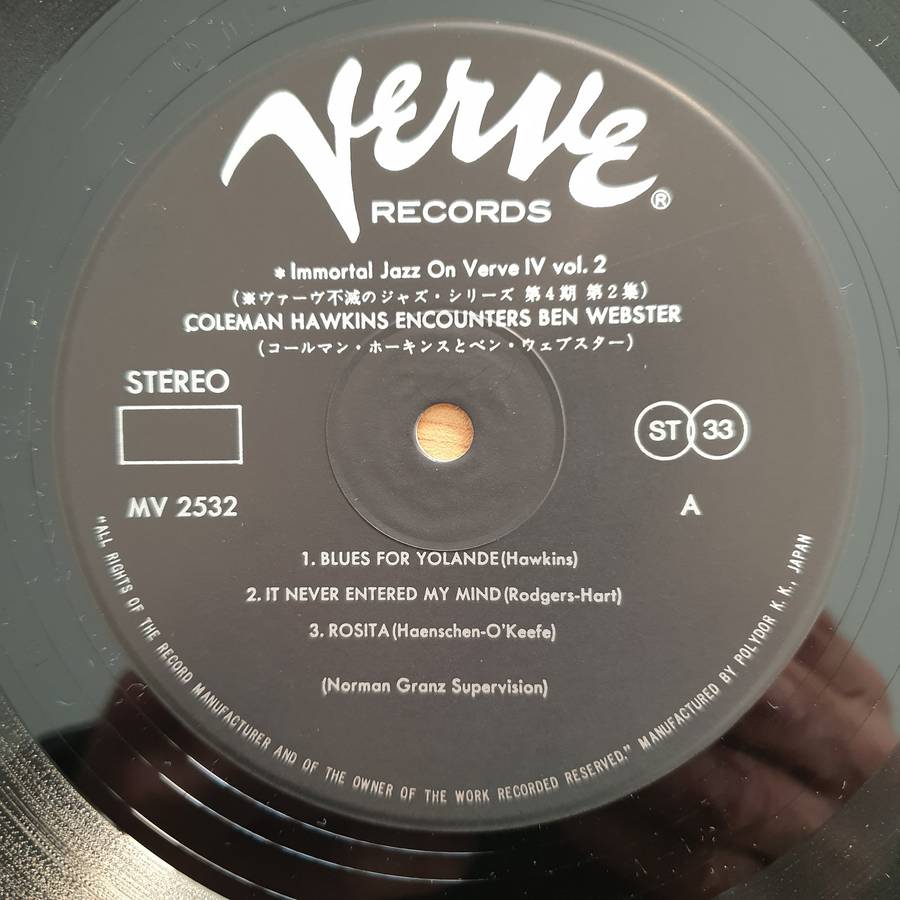 Verve
RECORDS ®
* Immortal Jazz On Verve IV vol. 2
(※ヴァーヴ不滅のジャズ・シリーズ 第4期 第2集)
COLEMAN HAWKINS ENCOUNTERS BEN WEBSTER
(コールマン・ホーキンスとベン・ウェブスター)
STEREO
ST 33
MV 2532
A
1. BLUES FOR YOLANDE (Hawkins)
2. IT NEVER ENTERED MY MIND (Rodgers-Hart)
3. ROSITA (Haenschen-O'Keefe)
(Norman Granz Supervision)
"ALL RIGHTS OF THE RECORD MANUFACTURER AND OF THE OWNER OF THE WORK RECORDED RESERVED." MANUFACTURED BY POLYDOR K. K., JAPAN